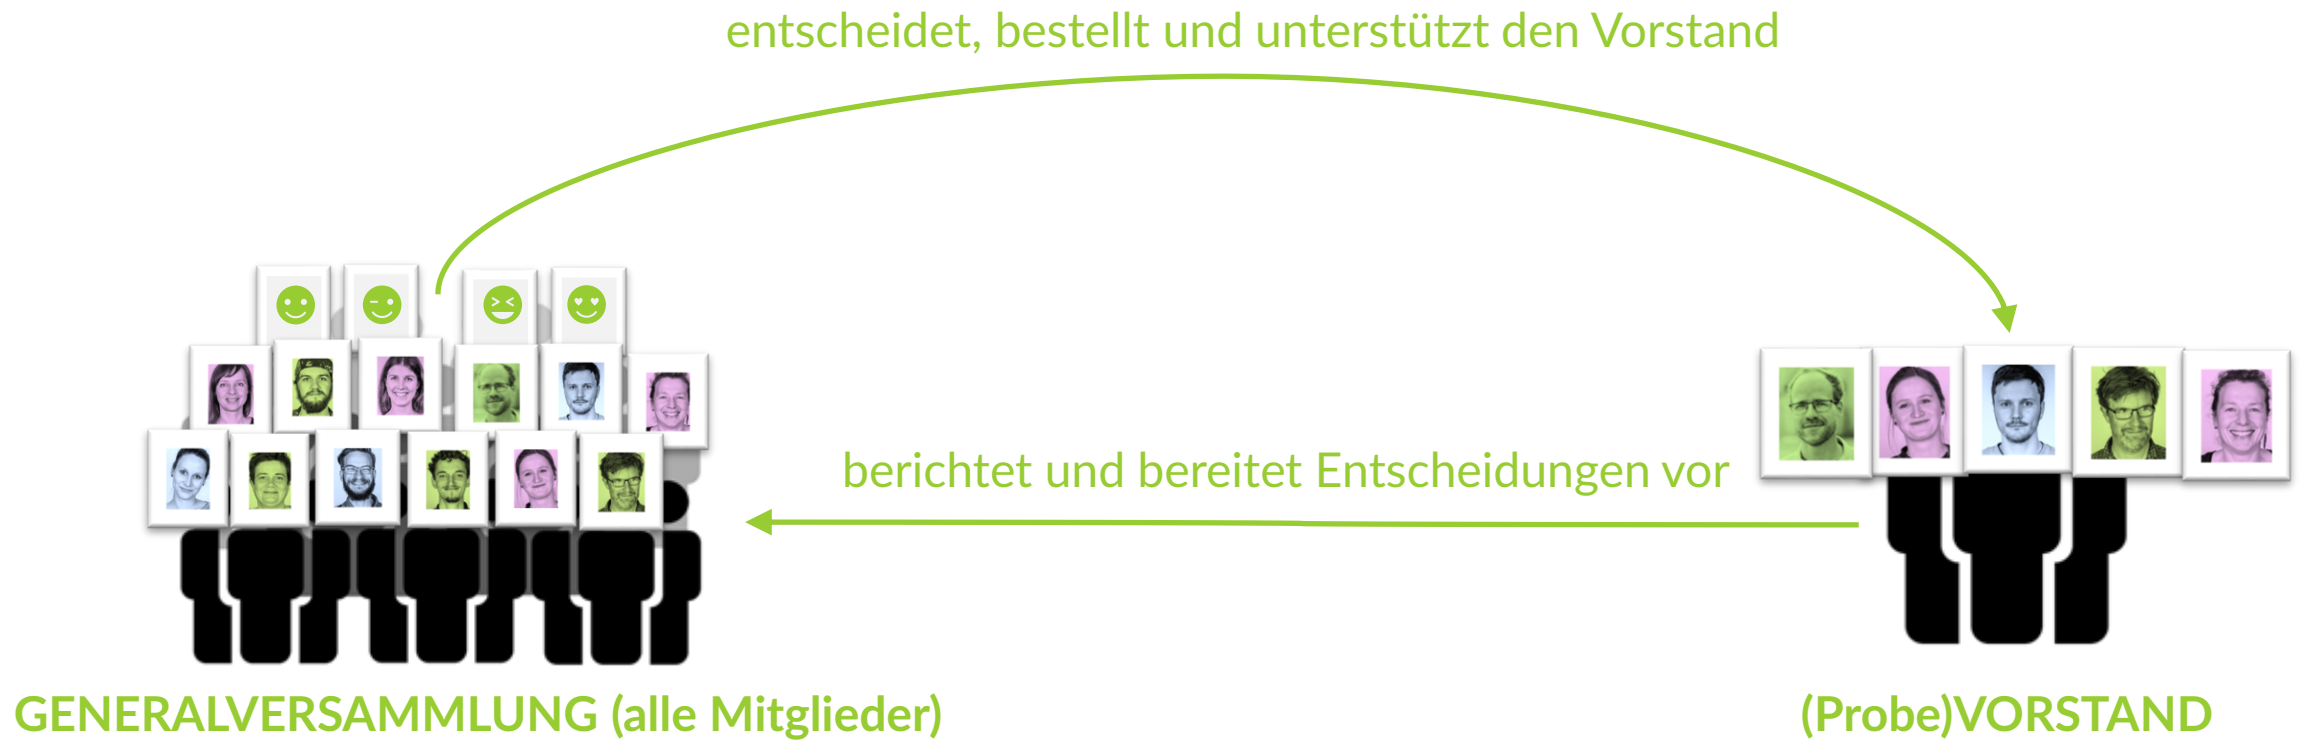 entscheidet, bestellt und unterstützt den Vorstand
berichtet und bereitet Entscheidungen vor
GENERALVERSAMMLUNG (alle Mitglieder)
(Probe)VORSTAND